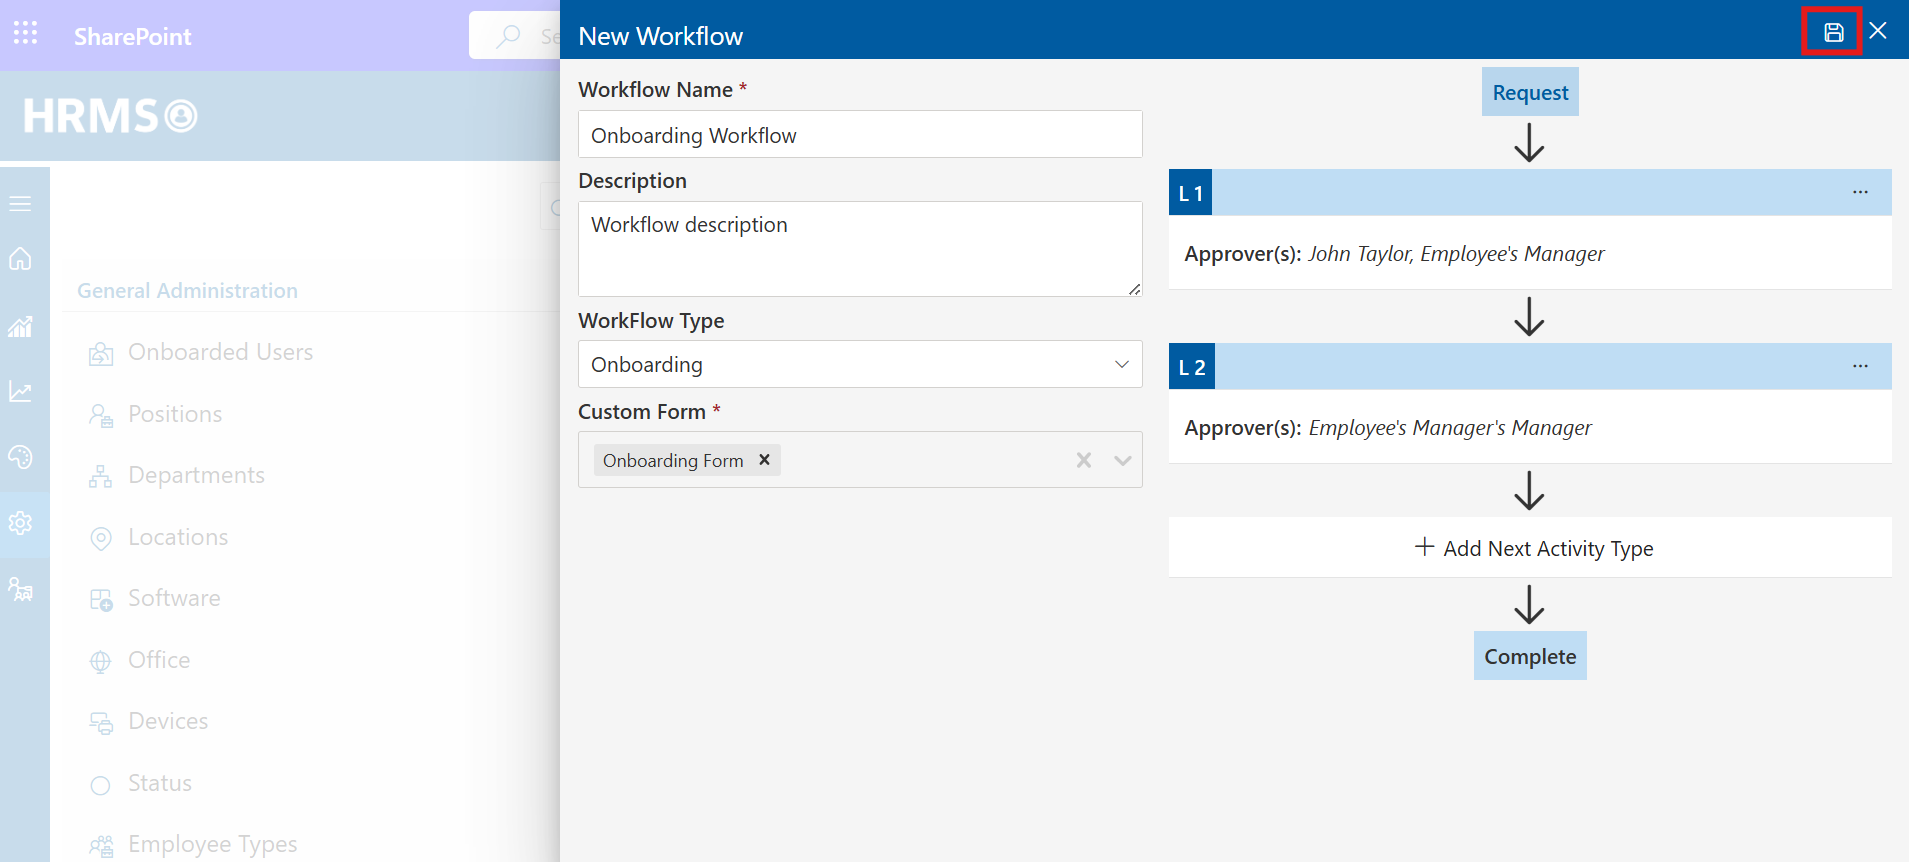 SharePoint
Se
HRMS
General Administration
Onboarded Users
Positions
Departments
Locations
Software
Office
Devices
Status
Employee Types
New Workflow
Workflow Name *
Onboarding Workflow
Description
Workflow description
WorkFlow Type
Onboarding
Custom Form *
Onboarding Form
Request
L 1
Approver(s): John Taylor, Employee's Manager
L 2
Approver(s): Employee's Manager's Manager
Add Next Activity Type
Complete